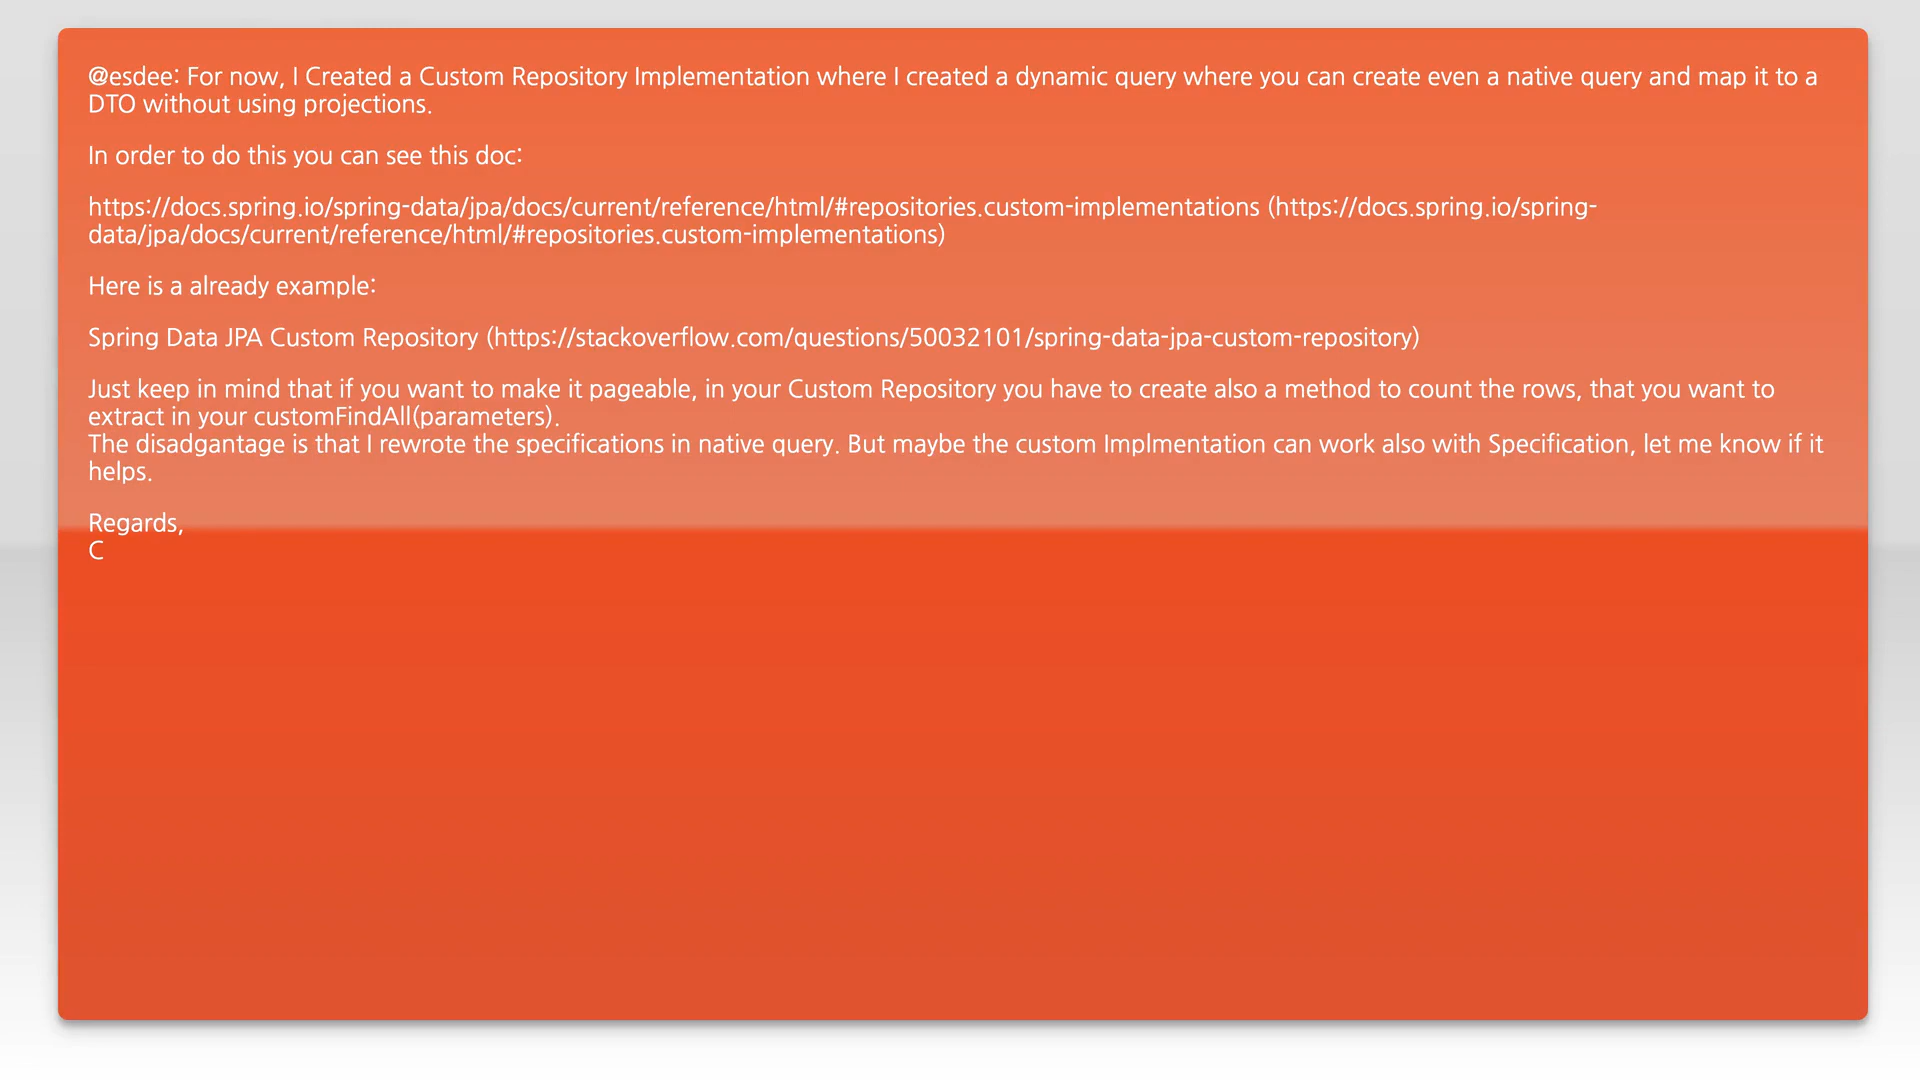 @esdee: For now, I Created a Custom Repository Implementation where I created a dynamic query where you can create even a native query and map it to a
DTO without using projections.
In order to do this you can see this doc:
https://docs.spring.io/spring-data/jpa/docs/current/reference/html/#repositories.custom-implementations (https://docs.spring.io/spring-
data/jpa/docs/current/reference/html/#repositories.custom-implementations)
Here is a already example:
Spring Data JPA Custom Repository (https://stackoverflow.com/questions/50032101/spring-data-jpa-custom-repository)
Just keep in mind that if you want to make it pageable, in your Custom Repository you have to create also a method to count the rows, that you want to
extract in your customFindAll(parameters).
The disadgantage is that I rewrote the specifications in native query. But maybe the custom Implmentation can work also with Specification, let me know if it
helps.
Regards,
C